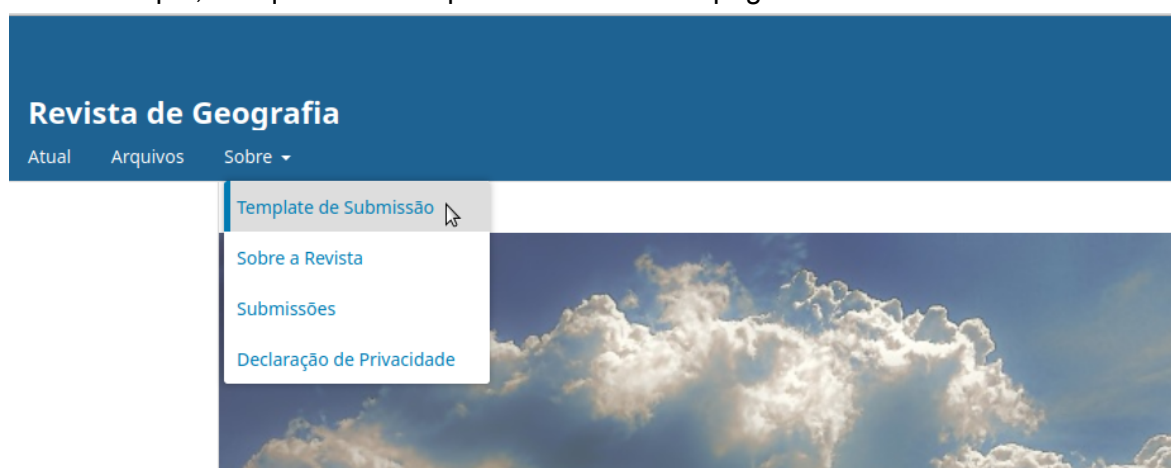 Revista de Geografia
Atual Arquivos Sobre
Template de Submissão
Sobre a Revista
Submissões
Declaração de Privacidade